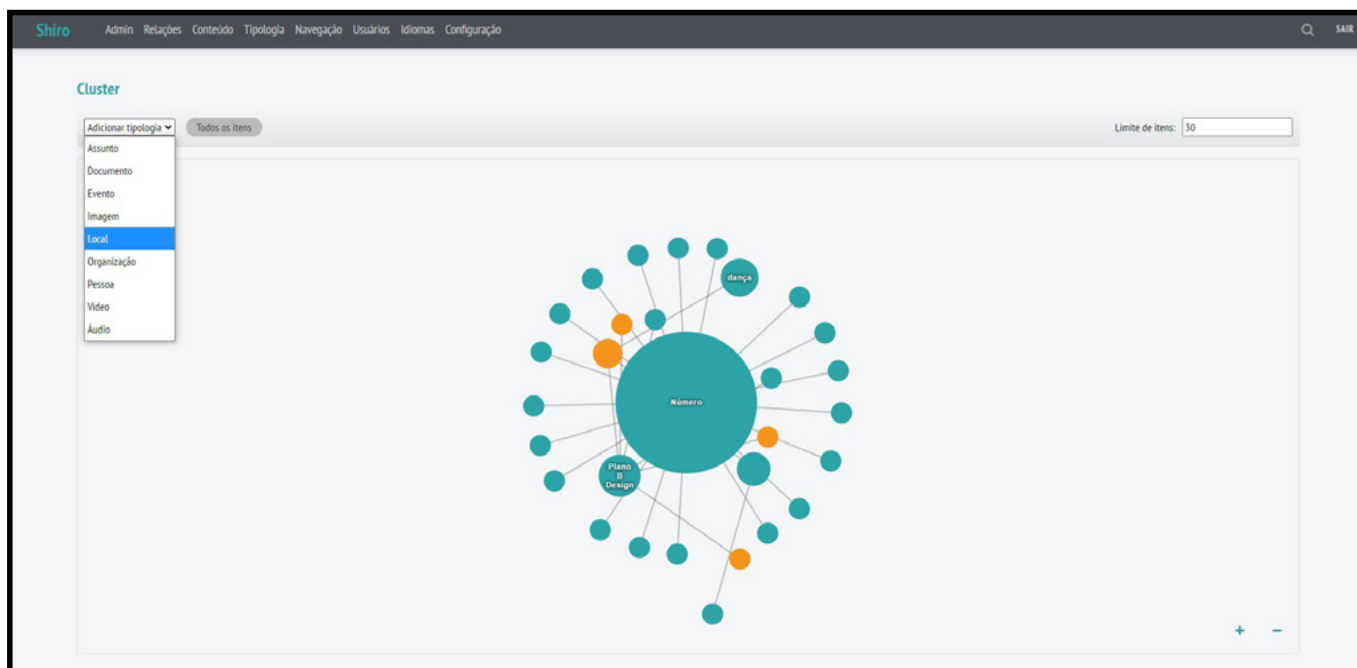 Shiro Admin Relações Conteúdo Tipologia Navegação Usuários Idiomas Configuração SAIR
Cluster
Adicionar tipologia Todos os itens Limite de itens: 30
Assunto
Documento
Evento
Imagem
Local
Organização
Pessoa
Vídeo
Áudio
dança
Número
Plano
B
Design
+ −